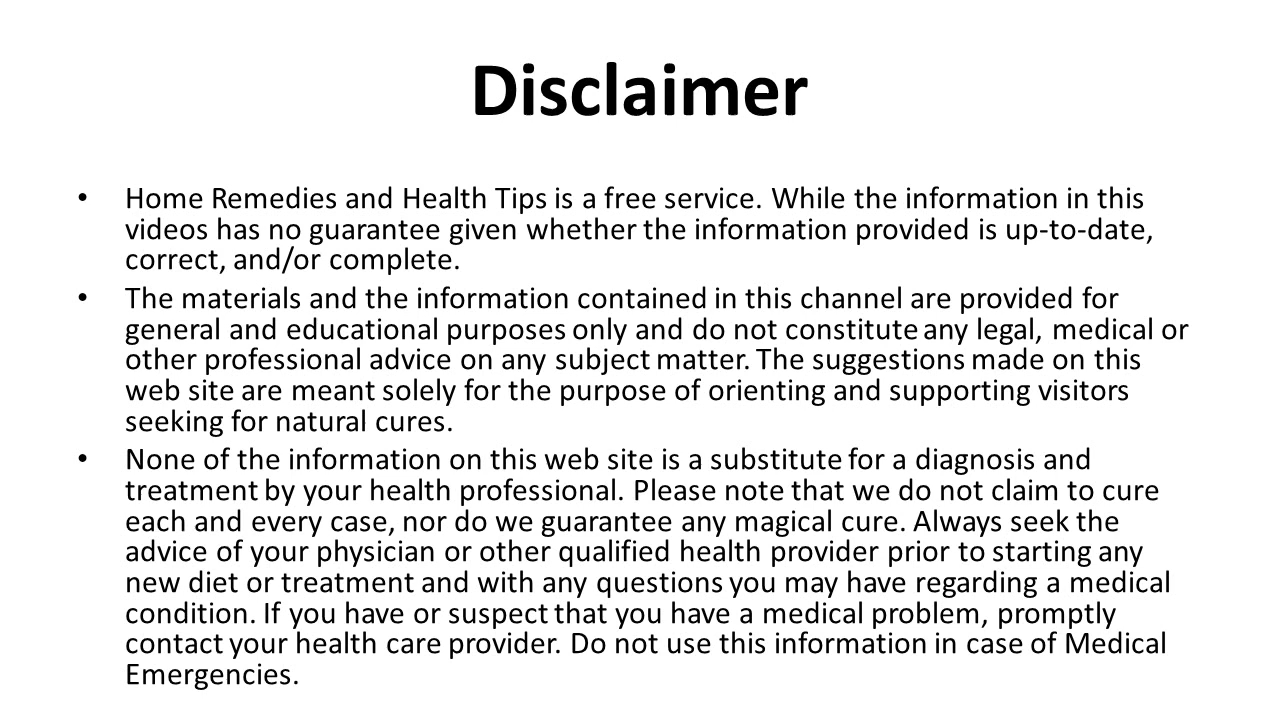 Disclaimer
• Home Remedies and Health Tips is a free service. While the information in this
videos has no guarantee given whether the information provided is up-to-date,
correct, and/or complete.
• The materials and the information contained in this channel are provided for
general and educational purposes only and do not constitute any legal, medical or
other professional advice on any subject matter. The suggestions made on this
web site are meant solely for the purpose of orienting and supporting visitors
seeking for natural cures.
• None of the information on this web site is a substitute for a diagnosis and
treatment by your health professional. Please note that we do not claim to cure
each and every case, nor do we guarantee any magical cure. Always seek the
advice of your physician or other qualified health provider prior to starting any
new diet or treatment and with any questions you may have regarding a medical
condition. If you have or suspect that you have a medical problem, promptly
contact your health care provider. Do not use this information in case of Medical
Emergencies.